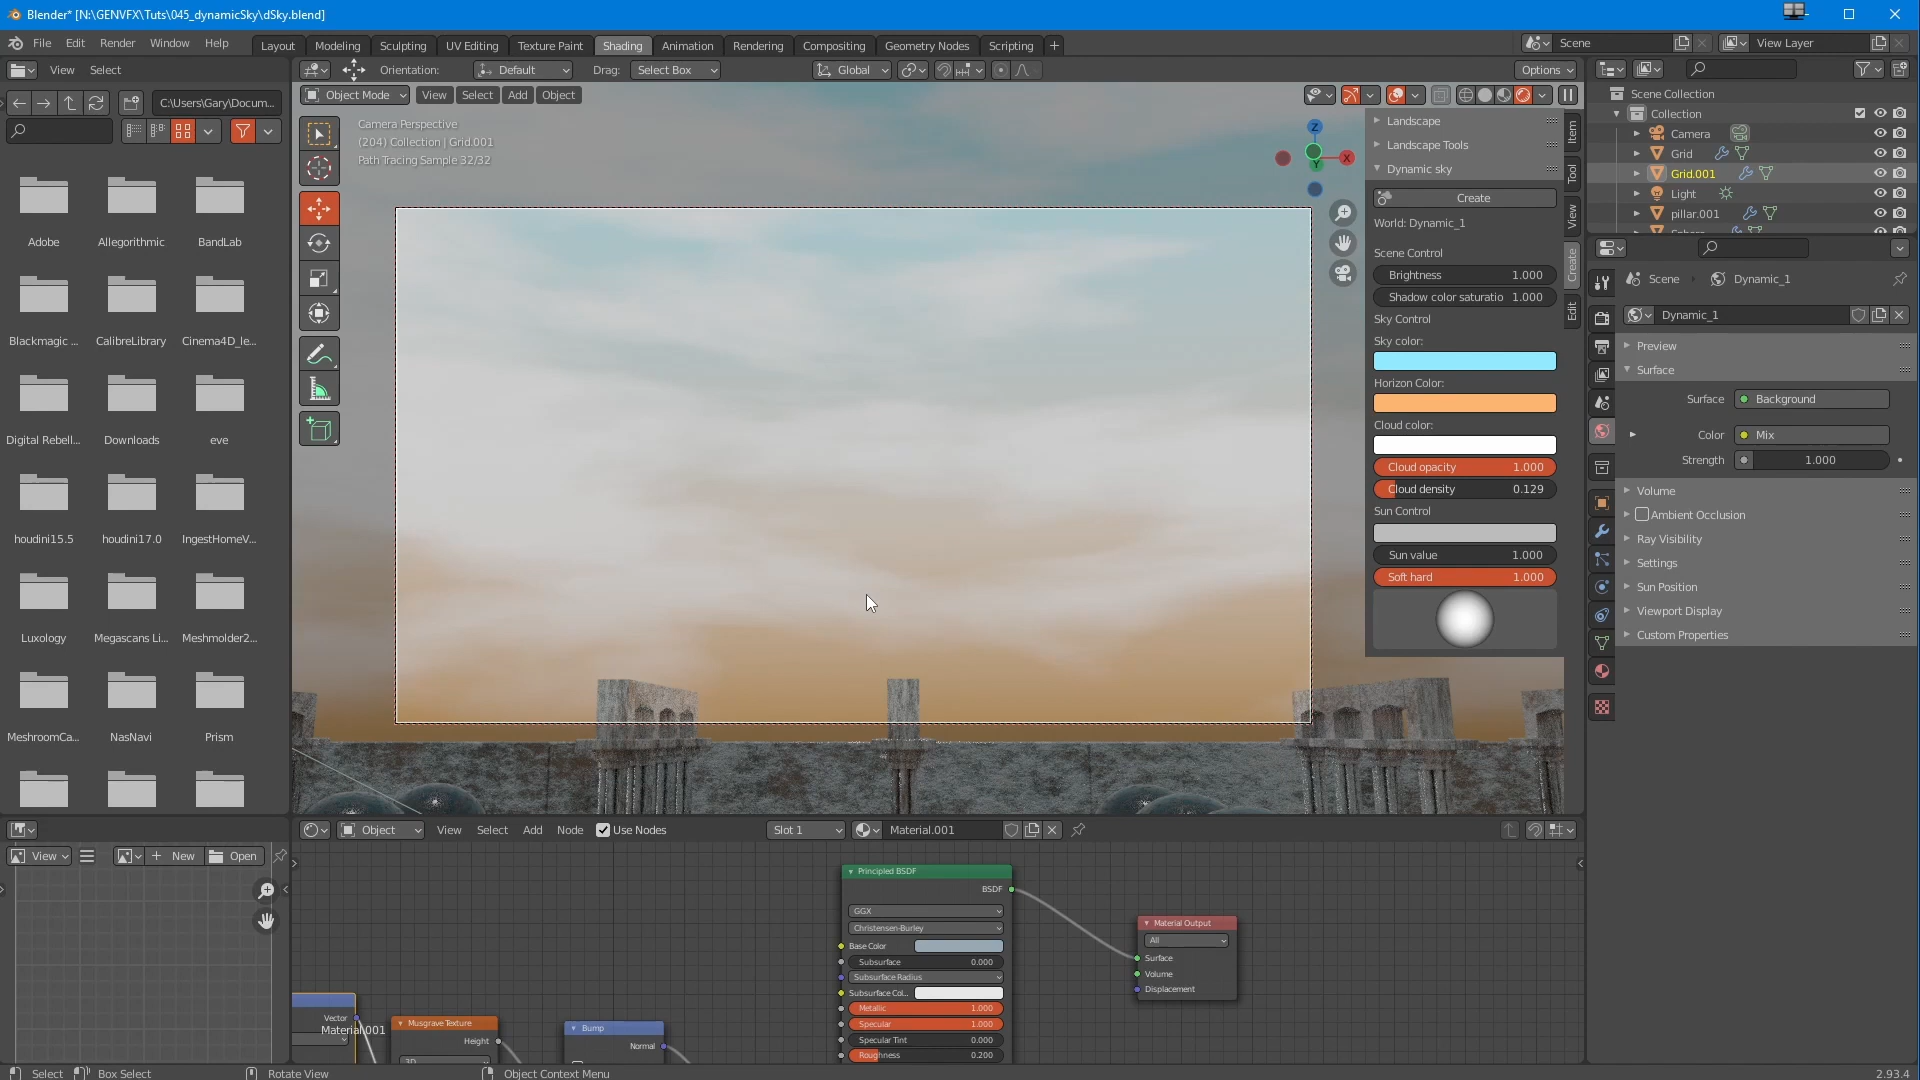 Blender* [N:\GENVFX\Tuts\045_dynamicSky\dSky.blend]
File Edit Render Window Help
Layout Modeling Sculpting UV Editing Texture Paint Shading Animation Rendering Compositing Geometry Nodes Scripting +
Scene View Layer
View Select
Orientation: Default Drag: Select Box Global Options
C:\Users\Gary\Docum...
Object Mode View Select Add Object
Camera Perspective
(204) Collection | Grid.001
Path Tracing Sample 32/32
Adobe Allegorithmic BandLab
Blackmagic ... CalibreLibrary Cinema4D_le...
Digital Rebell... Downloads eve
houdini15.5 houdini17.0 IngestHomeV...
Luxology Megascans Li... Meshmolder2...
MeshroomCa... NasNavi Prism
Z
X
Y
Landscape
Landscape Tools
Dynamic sky
Create
World: Dynamic_1
Scene Control
Brightness 1.000
Shadow color saturatio 1.000
Sky Control
Sky color:
Horizon Color:
Cloud color:
Cloud opacity 1.000
Cloud density 0.129
Sun Control
Sun value 1.000
Soft hard 1.000
Item
Tool
View
Create
Edit
Scene Collection
Collection
Camera
Grid
Grid.001
Light
pillar.001
Scene Dynamic_1
Dynamic_1
Preview
Surface
Surface Background
Color Mix
Strength 1.000
Volume
Ambient Occlusion
Ray Visibility
Settings
Sun Position
Viewport Display
Custom Properties
View New Open
Object View Select Add Node Use Nodes Slot 1 Material.001
Principled BSDF
BSDF
GGX
Christensen-Burley
Base Color
Subsurface 0.000
Subsurface Radius
Subsurface Col...
Metallic 1.000
Specular 1.000
Specular Tint 0.000
Roughness 0.200
Material Output
All
Surface
Volume
Displacement
Vector
Material.001
Musgrave Texture
Height
3D
Bump
Normal
Select Box Select Rotate View Object Context Menu 2.93.4